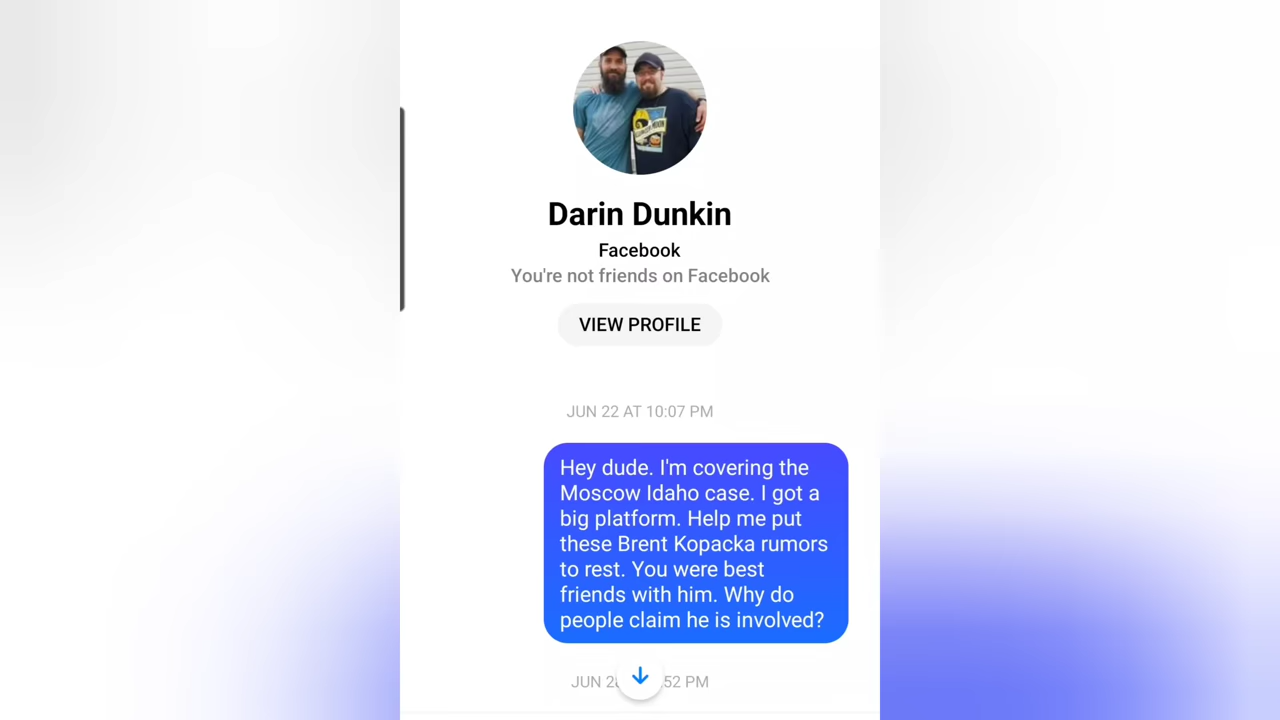 Darin Dunkin
Facebook
You're not friends on Facebook
VIEW PROFILE
JUN 22 AT 10:07 PM
Hey dude. I'm covering the
Moscow Idaho case. I got a
big platform. Help me put
these Brent Kopacka rumors
to rest. You were best
friends with him. Why do
people claim he is involved?
JUN 52 PM